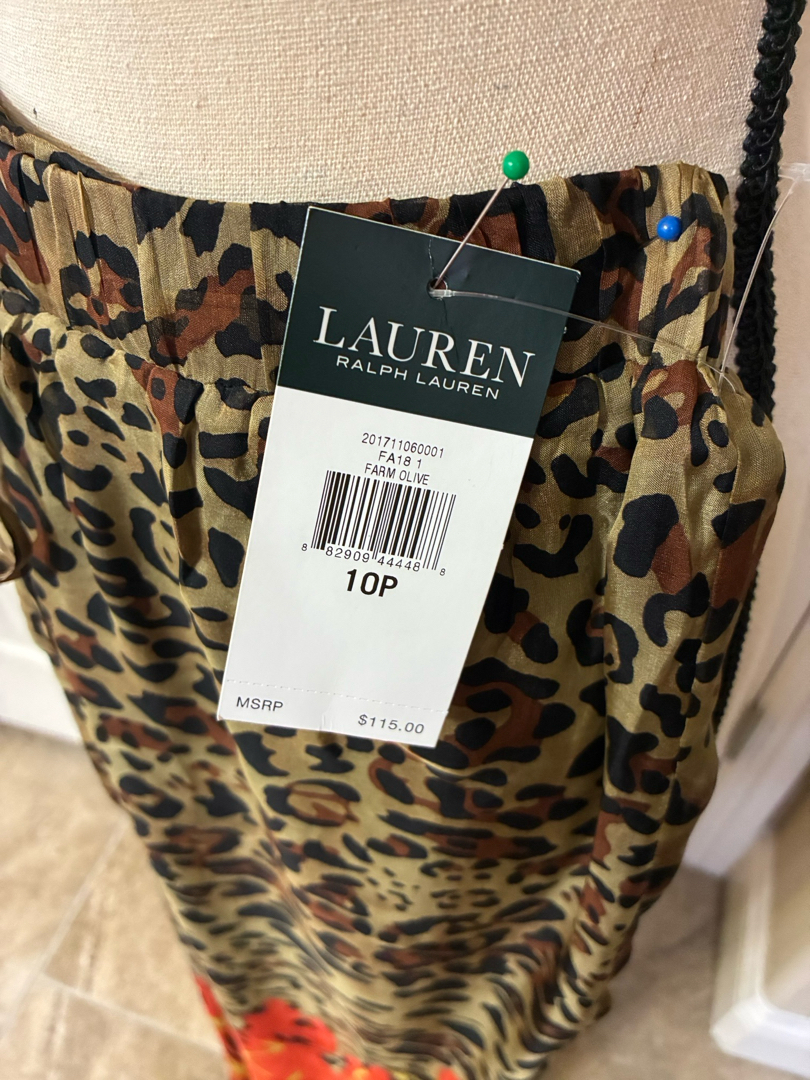 LAUREN
RALPH LAUREN
201711060001
FA18 1
FARM OLIVE
8 82909 44448 8
10P
MSRP $115.00